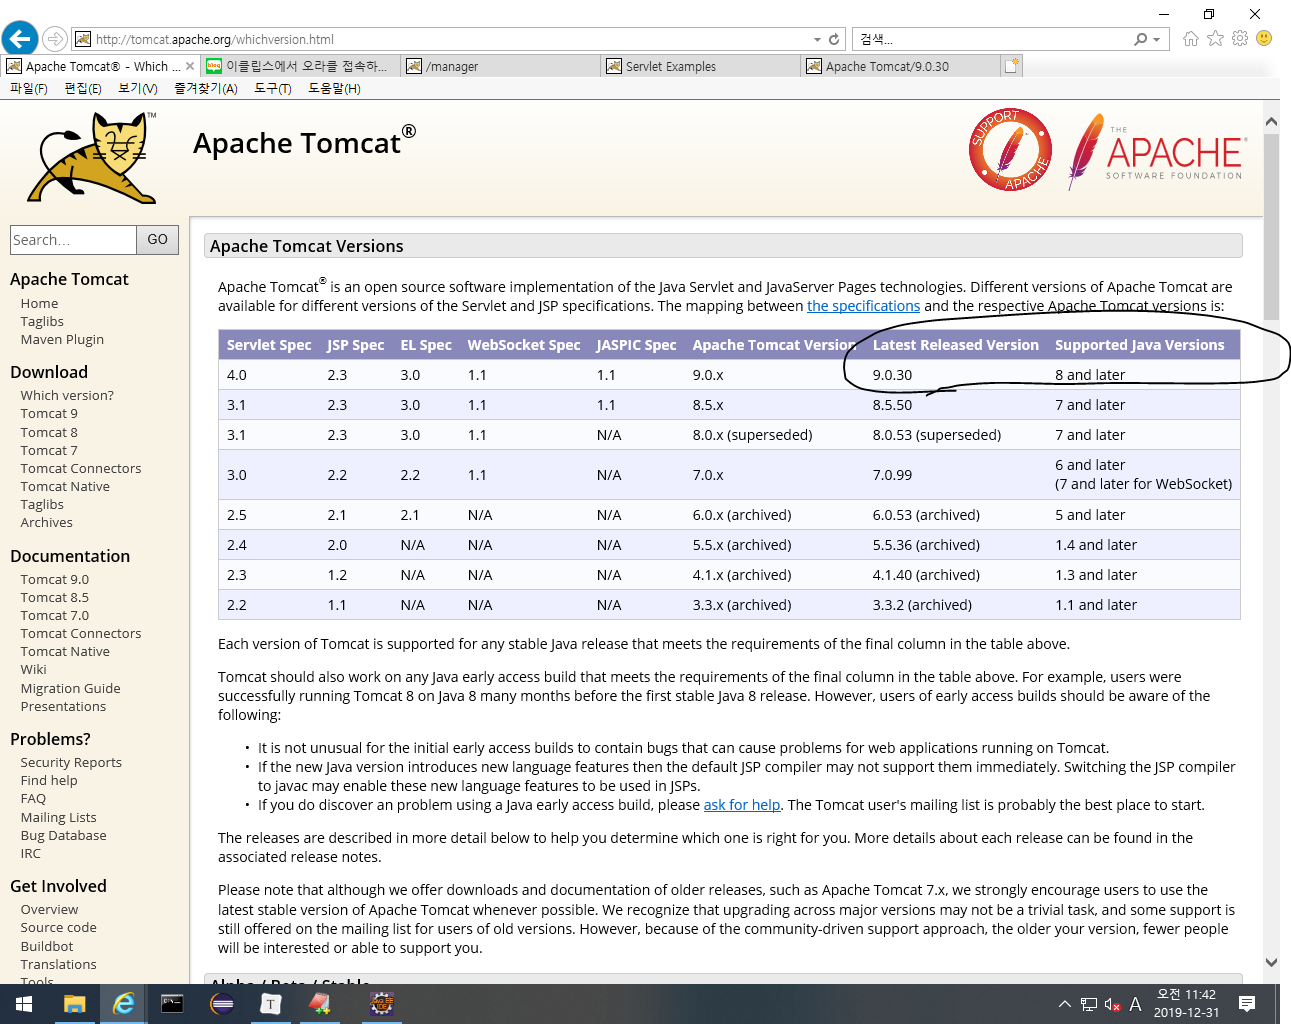 http://tomcat.apache.org/whichversion.html
검색...
Apache Tomcat® - Which ...
이클립스에서 오라클 접속하...
/manager
Servlet Examples
Apache Tomcat/9.0.30
파일(F) 편집(E) 보기(V) 즐겨찾기(A) 도구(T) 도움말(H)
TM
Apache Tomcat®
SUPPORT
APACHE
THE
APACHE®
SOFTWARE FOUNDATION
Search...
GO
Apache Tomcat
Home
Taglibs
Maven Plugin
Download
Which version?
Tomcat 9
Tomcat 8
Tomcat 7
Tomcat Connectors
Tomcat Native
Taglibs
Archives
Documentation
Tomcat 9.0
Tomcat 8.5
Tomcat 7.0
Tomcat Connectors
Tomcat Native
Wiki
Migration Guide
Presentations
Problems?
Security Reports
Find help
FAQ
Mailing Lists
Bug Database
IRC
Get Involved
Overview
Source code
Buildbot
Translations
Tools
Apache Tomcat Versions
Apache Tomcat® is an open source software implementation of the Java Servlet and JavaServer Pages technologies. Different versions of Apache Tomcat are
available for different versions of the Servlet and JSP specifications. The mapping between the specifications and the respective Apache Tomcat versions is:
Servlet Spec JSP Spec EL Spec WebSocket Spec JASPIC Spec Apache Tomcat Version Latest Released Version Supported Java Versions
4.0 2.3 3.0 1.1 1.1 9.0.x 9.0.30 8 and later
3.1 2.3 3.0 1.1 1.1 8.5.x 8.5.50 7 and later
3.1 2.3 3.0 1.1 N/A 8.0.x (superseded) 8.0.53 (superseded) 7 and later
3.0 2.2 2.2 1.1 N/A 7.0.x 7.0.99 6 and later
(7 and later for WebSocket)
2.5 2.1 2.1 N/A N/A 6.0.x (archived) 6.0.53 (archived) 5 and later
2.4 2.0 N/A N/A N/A 5.5.x (archived) 5.5.36 (archived) 1.4 and later
2.3 1.2 N/A N/A N/A 4.1.x (archived) 4.1.40 (archived) 1.3 and later
2.2 1.1 N/A N/A N/A 3.3.x (archived) 3.3.2 (archived) 1.1 and later
Each version of Tomcat is supported for any stable Java release that meets the requirements of the final column in the table above.
Tomcat should also work on any Java early access build that meets the requirements of the final column in the table above. For example, users were
successfully running Tomcat 8 on Java 8 many months before the first stable Java 8 release. However, users of early access builds should be aware of the
following:
• It is not unusual for the initial early access builds to contain bugs that can cause problems for web applications running on Tomcat.
• If the new Java version introduces new language features then the default JSP compiler may not support them immediately. Switching the JSP compiler
to javac may enable these new language features to be used in JSPs.
• If you do discover an problem using a Java early access build, please ask for help. The Tomcat user's mailing list is probably the best place to start.
The releases are described in more detail below to help you determine which one is right for you. More details about each release can be found in the
associated release notes.
Please note that although we offer downloads and documentation of older releases, such as Apache Tomcat 7.x, we strongly encourage users to use the
latest stable version of Apache Tomcat whenever possible. We recognize that upgrading across major versions may not be a trivial task, and some support is
still offered on the mailing list for users of old versions. However, because of the community-driven support approach, the older your version, fewer people
will be interested or able to support you.
Alpha / Beta / Stable
A
오전 11:42
2019-12-31